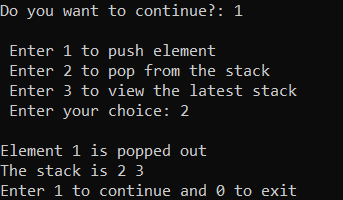 Do you want to continue?: 1
Enter 1 to push element
Enter 2 to pop from the stack
Enter 3 to view the latest stack
Enter your choice: 2
Element 1 is popped out
The stack is 2 3
Enter 1 to continue and 0 to exit